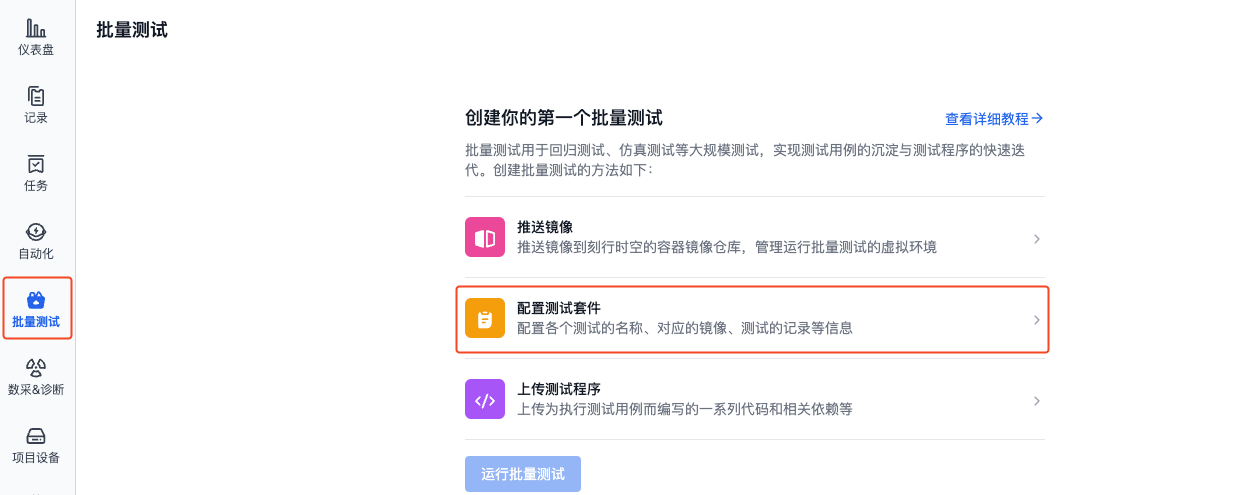 批量测试
仪表盘
记录
任务
自动化
批量测试
数采&诊断
项目设备
创建你的第一个批量测试
查看详细教程→
批量测试用于回归测试、仿真测试等大规模测试，实现测试用例的沉淀与测试程序的快速迭
代。创建批量测试的方法如下：
推送镜像
推送镜像到刻行时空的容器镜像仓库，管理运行批量测试的虚拟环境
配置测试套件
配置各个测试的名称、对应的镜像、测试的记录等信息
上传测试程序
上传为执行测试用例而编写的一系列代码和相关依赖等
运行批量测试